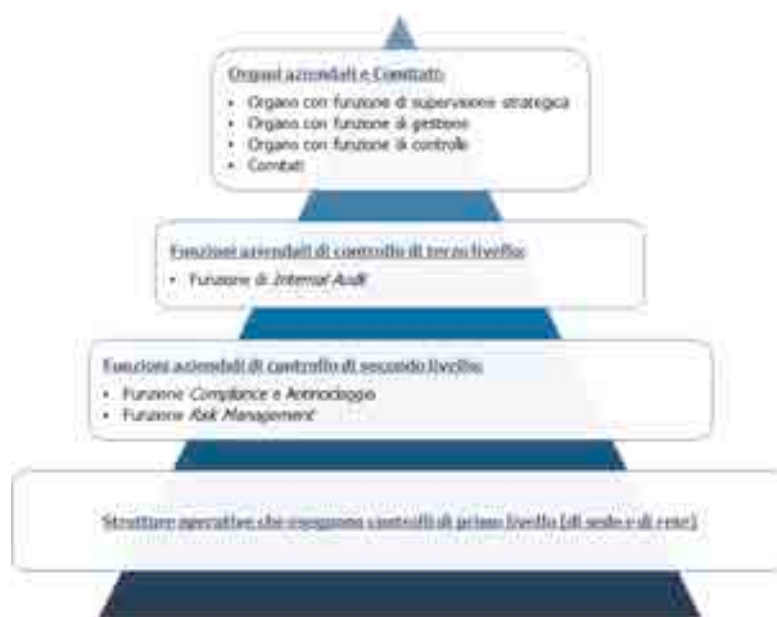 Organi aziendali e Comitati:
• Organo con funzione di supervisione strategica
• Organo con funzione di gestione
• Organo con funzione di controllo
• Comitati
Funzioni aziendali di controllo di terzo livello:
• Funzione di Internal Audit
Funzioni aziendali di controllo di secondo livello:
• Funzione Compliance e Antiriciclaggio
• Funzione Risk Management
Strutture operative che eseguono controlli di primo livello (di sede e di rete)